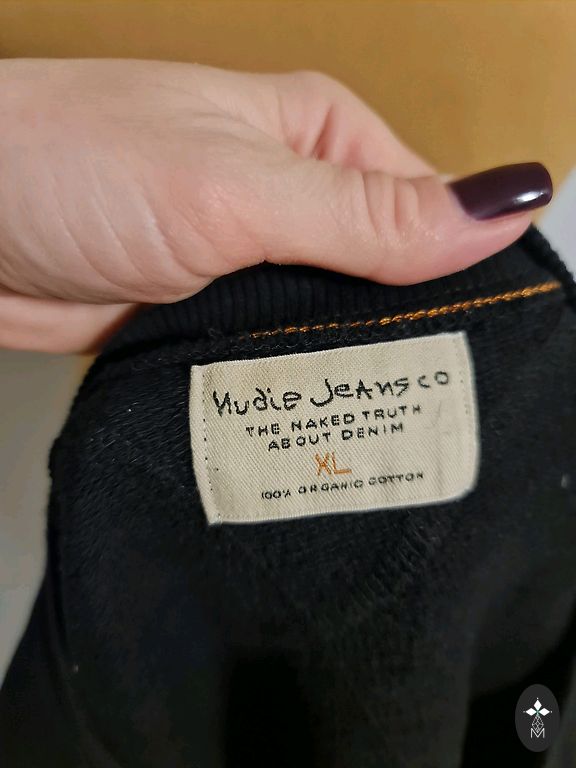 Nudie Jeans co
THE NAKED TRUTH
ABOUT DENIM
XL
100% ORGANIC COTTON
M